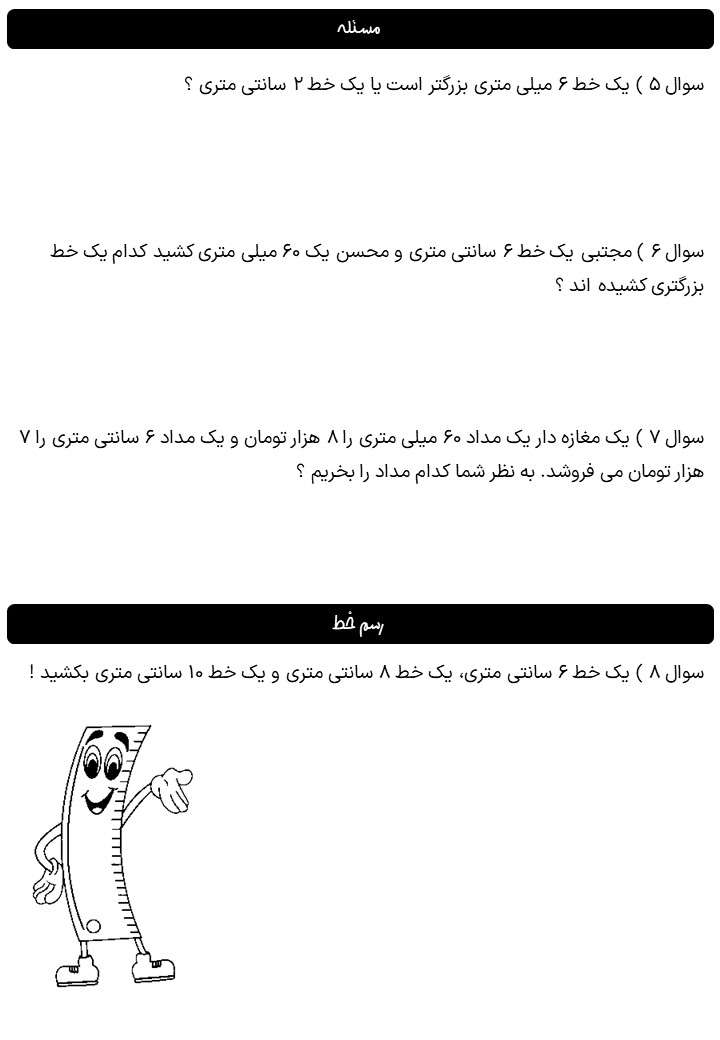 مسئله
سوال ۵ ) یک خط ۶ میلی متری بزرگتر است یا یک خط ۲ سانتی متری ؟
سوال ۶ ) مجتبی یک خط ۶ سانتی متری و محسن یک ۶۰ میلی متری کشید کدام یک خط
بزرگتری کشیده اند ؟
سوال ۷ ) یک مغازه دار یک مداد ۶۰ میلی متری را ۸ هزار تومان و یک مداد ۶ سانتی متری را ۷
هزار تومان می فروشد. به نظر شما کدام مداد را بخریم ؟
رسم خط
سوال ۸ ) یک خط ۶ سانتی متری، یک خط ۸ سانتی متری و یک خط ۱۰ سانتی متری بکشید !